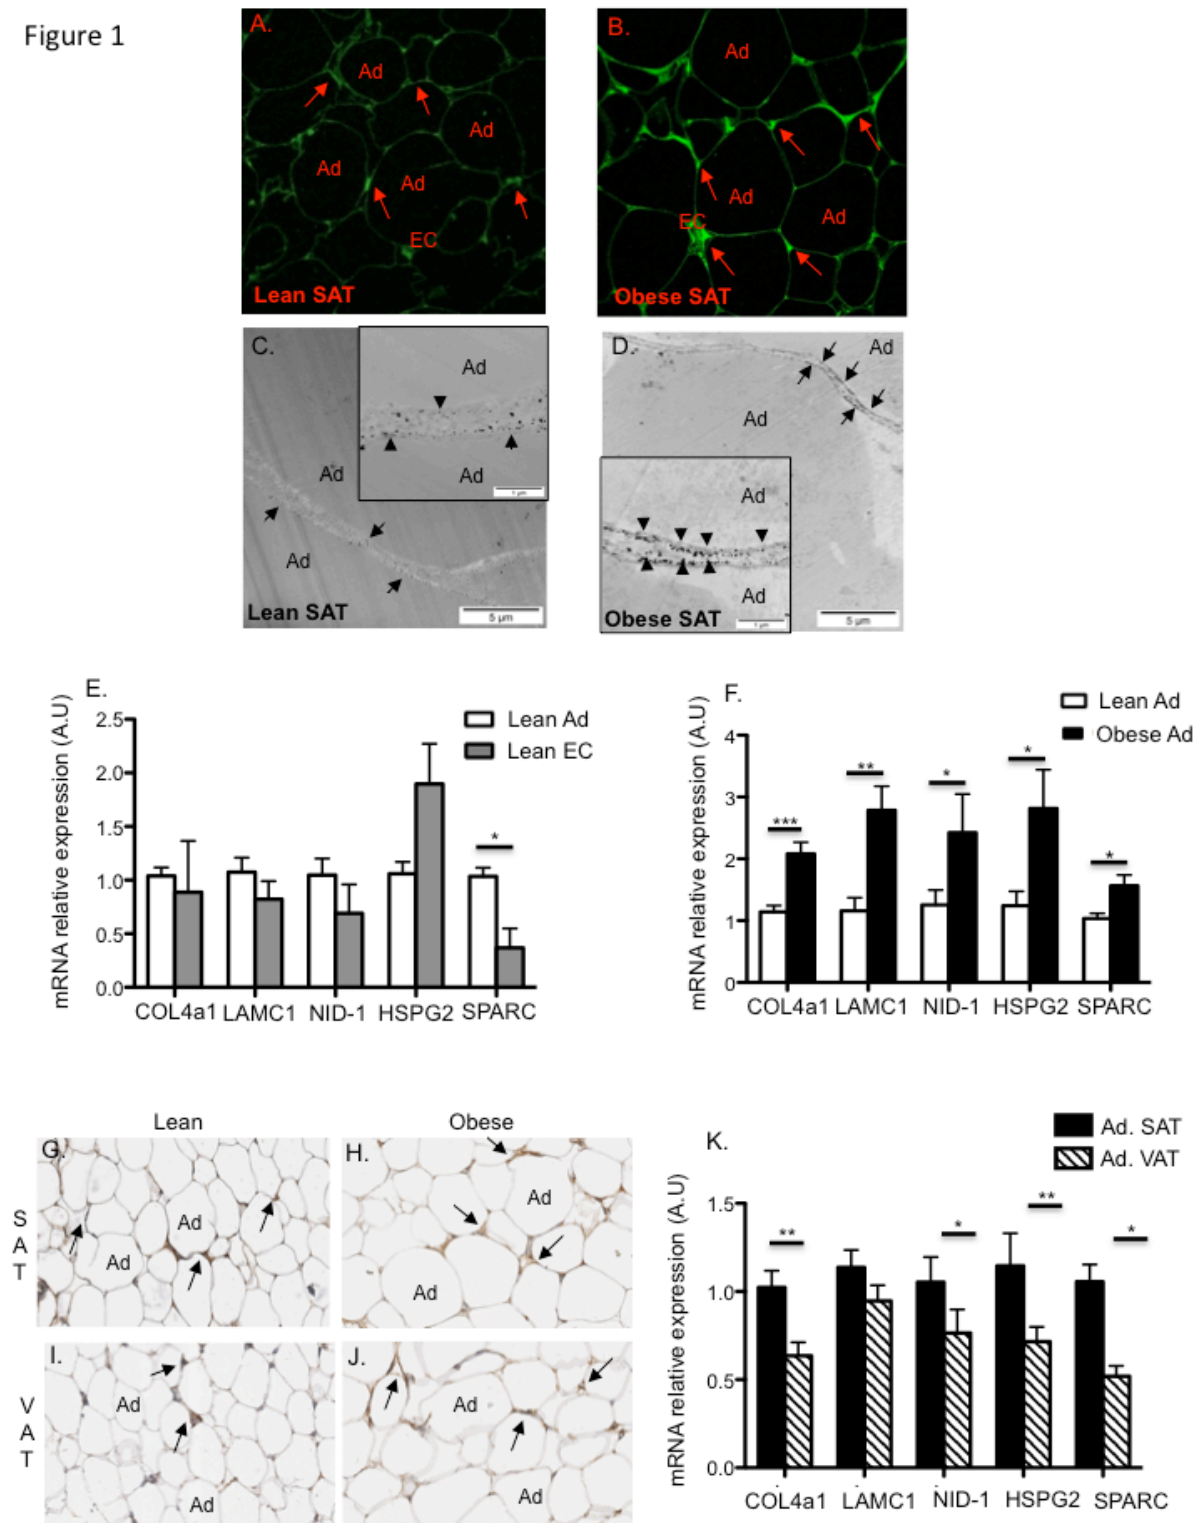 Figure 1
A.
Ad
Ad
Ad
Ad
EC
Lean SAT
B.
Ad
Ad
Ad
EC
Obese SAT
C.
Ad
Ad
1 µm
Ad
Ad
Lean SAT
5 µm
D.
Ad
Ad
Ad
Ad
1 µm
Obese SAT
5 µm
E.
Lean Ad
Lean EC
mRNA relative expression (A.U)
2.5
2.0
1.5
1.0
0.5
0.0
*
COL4a1 LAMC1 NID-1 HSPG2 SPARC
F.
Lean Ad
Obese Ad
mRNA relative expression (A.U)
4
3
2
1
0
*** ** * * *
COL4a1 LAMC1 NID-1 HSPG2 SPARC
Lean Obese
SAT
VAT
G.
Ad
Ad
H.
Ad
Ad
I.
Ad
Ad
J.
Ad
Ad
K.
Ad. SAT
Ad. VAT
mRNA relative expression (A.U)
1.5
1.0
0.5
0.0
** * ** *
COL4a1 LAMC1 NID-1 HSPG2 SPARC